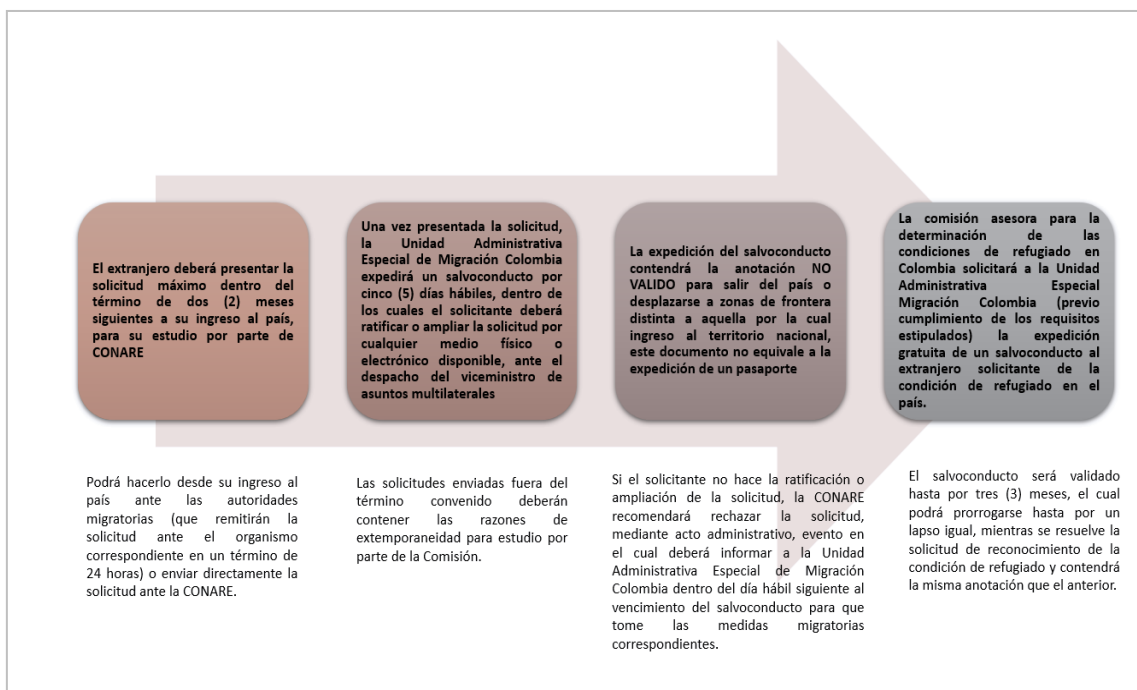 El extranjero deberá presentar la
solicitud máximo dentro del
término de dos (2) meses
siguientes a su ingreso al país,
para su estudio por parte de
CONARE
Una vez presentada la solicitud,
la Unidad Administrativa
Especial de Migración Colombia
expedirá un salvoconducto por
cinco (5) días hábiles, dentro de
los cuales el solicitante deberá
ratificar o ampliar la solicitud por
cualquier medio físico o
electrónico disponible, ante el
despacho del viceministro de
asuntos multilaterales
La expedición del salvoconducto
contendrá la anotación NO
VALIDO para salir del país o
desplazarse a zonas de frontera
distinta a aquella por la cual
ingreso al territorio nacional,
este documento no equivale a la
expedición de un pasaporte
La comisión asesora para la
determinación de las
condiciones de refugiado en
Colombia solicitará a la Unidad
Administrativa Especial
Migración Colombia (previo
cumplimiento de los requisitos
estipulados) la expedición
gratuita de un salvoconducto al
extranjero solicitante de la
condición de refugiado en el
país.
Podrá hacerlo desde su ingreso al
país ante las autoridades
migratorias (que remitirán la
solicitud ante el organismo
correspondiente en un término de
24 horas) o enviar directamente la
solicitud ante la CONARE.
Las solicitudes enviadas fuera del
término convenido deberán
contener las razones de
extemporaneidad para estudio por
parte de la Comisión.
Si el solicitante no hace la ratificación o
ampliación de la solicitud, la CONARE
recomendará rechazar la solicitud,
mediante acto administrativo, evento en
el cual deberá informar a la Unidad
Administrativa Especial de Migración
Colombia dentro del día hábil siguiente al
vencimiento del salvoconducto para que
tome las medidas migratorias
correspondientes.
El salvoconducto será validado
hasta por tres (3) meses, el cual
podrá prorrogarse hasta por un
lapso igual, mientras se resuelve la
solicitud de reconocimiento de la
condición de refugiado y contendrá
la misma anotación que el anterior.